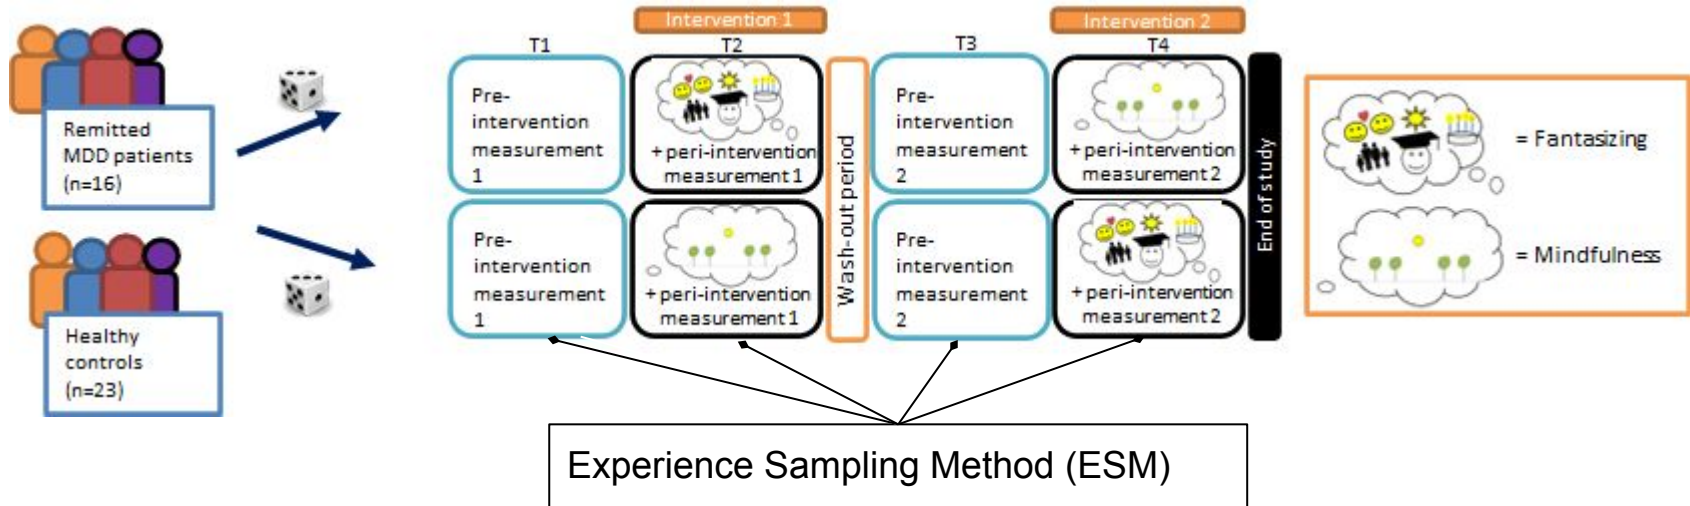 Intervention 1
Intervention 2
T1
T2
T3
T4
Remitted
MDD patients
(n=16)
Healthy
controls
(n=23)
Pre-
intervention
measurement
1
+ peri-intervention
measurement 1
Pre-
intervention
measurement
2
+ peri-intervention
measurement 2
Pre-
intervention
measurement
1
+ peri-intervention
measurement 1
Pre-
intervention
measurement
2
+ peri-intervention
measurement 2
Wash-out period
End of study
= Fantasizing
= Mindfulness
Experience Sampling Method (ESM)